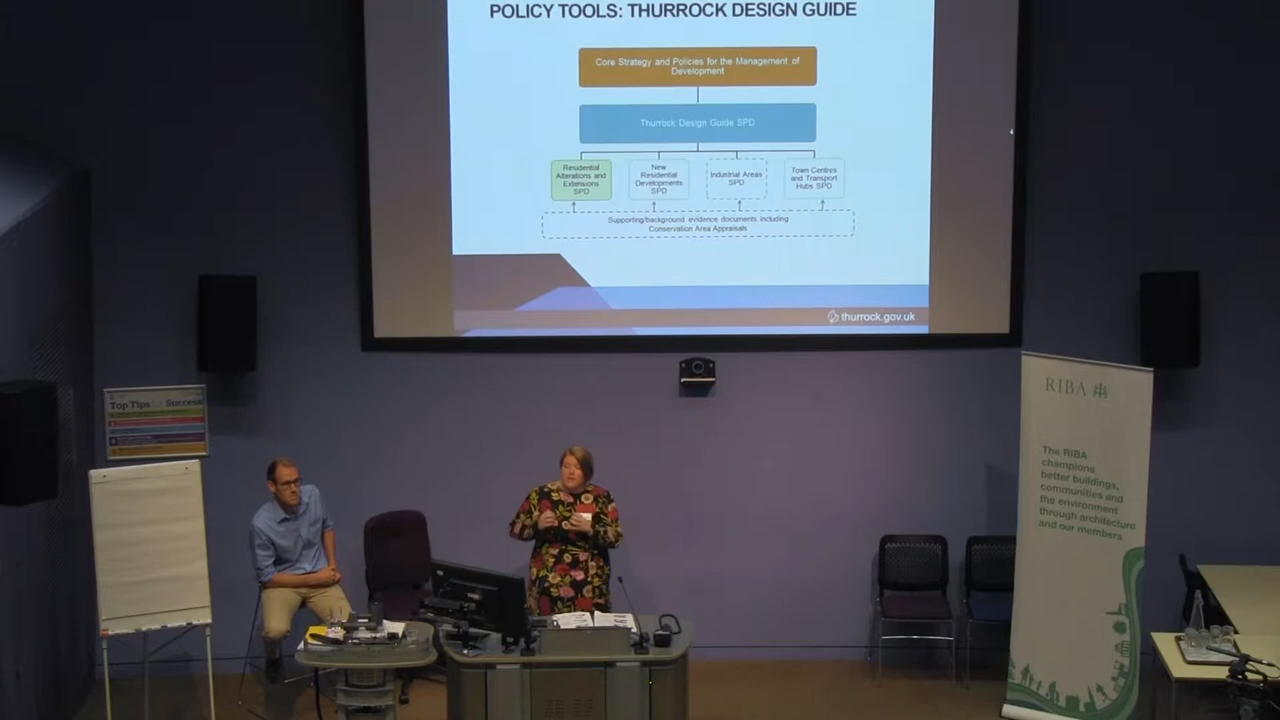 POLICY TOOLS: THURROCK DESIGN GUIDE
Core Strategy and Policies for the Management of
Development
Thurrock Design Guide SPD
Residential
Alterations and
Extensions
SPD
New
Residential
Developments
SPD
Industrial Areas
SPD
Town Centres
and Transport
Hubs SPD
Supporting/background evidence documents including
Conservation Area Appraisals
thurrock.gov.uk
Top Tips for Success
RIBA
The RIBA
champions
better buildings,
communities and
the environment
through architecture
and our members